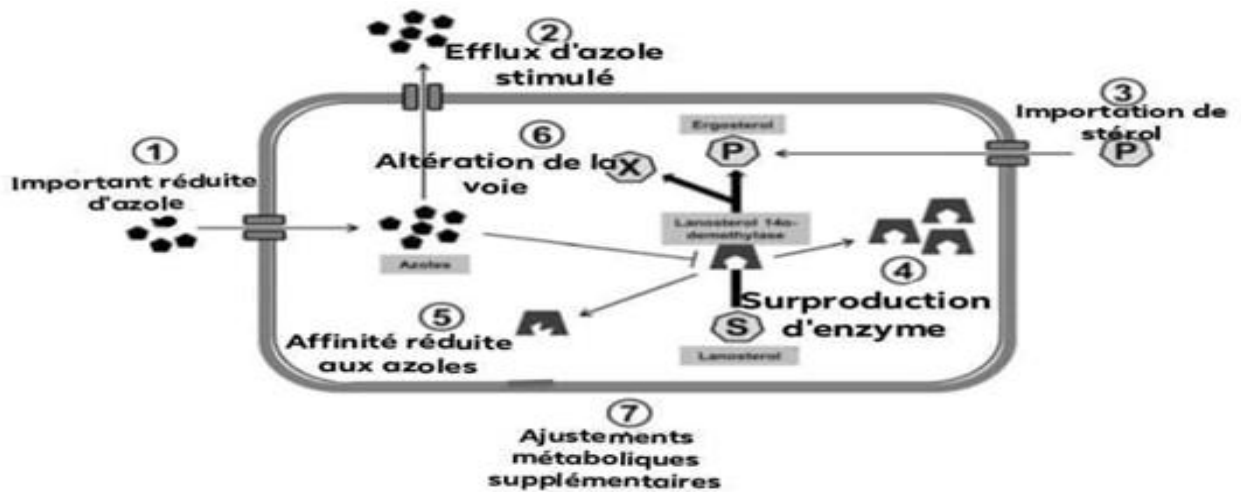 ②
Efflux d'azole
stimulé
③
Importation de
stérol
P
①
Important réduite
d'azole
⑥
Altération de la
voie
X
Ergosterol
P
Lanosterol 14α-
demethylase
Azoles
④
Surproduction
d'enzyme
⑤
Affinité réduite
aux azoles
S
Lanosterol
⑦
Ajustements
métaboliques
supplémentaires